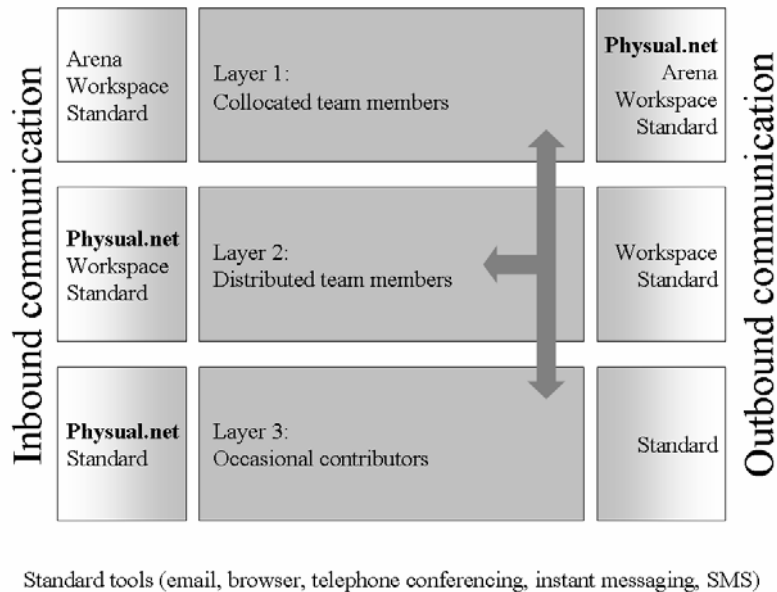 Inbound communication
Arena
Workspace
Standard
Layer 1:
Collocated team members
Physual.net
Arena
Workspace
Standard
Physual.net
Workspace
Standard
Layer 2:
Distributed team members
Workspace
Standard
Physual.net
Standard
Layer 3:
Occasional contributors
Standard
Outbound communication
Standard tools (email, browser, telephone conferencing, instant messaging, SMS)